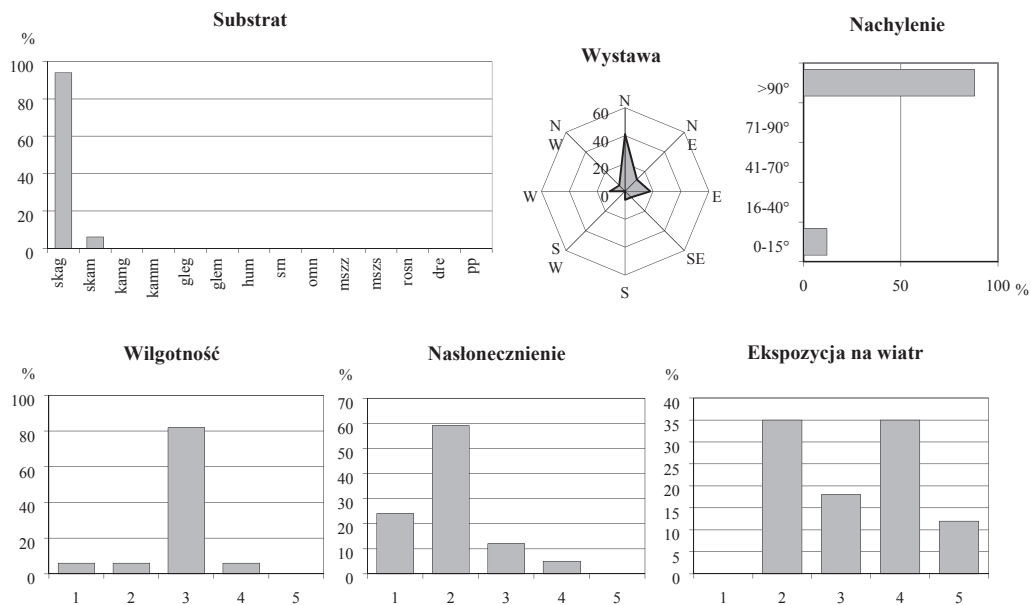 Substrat
%
100
80
60
40
20
0
skag
skam
kamg
kamm
gleg
glem
hum
srn
omn
mszz
mszs
rosn
dre
pp
Wystawa
N
N E
E
SE
S
S W
W
N W
60
40
20
0
Nachylenie
>90°
71-90°
41-70°
16-40°
0-15°
0 50 100 %
Wilgotność
%
100
80
60
40
20
0
1 2 3 4 5
Nasłonecznienie
%
70
60
50
40
30
20
10
0
1 2 3 4 5
Ekspozycja na wiatr
%
40
35
30
25
20
15
10
5
0
1 2 3 4 5